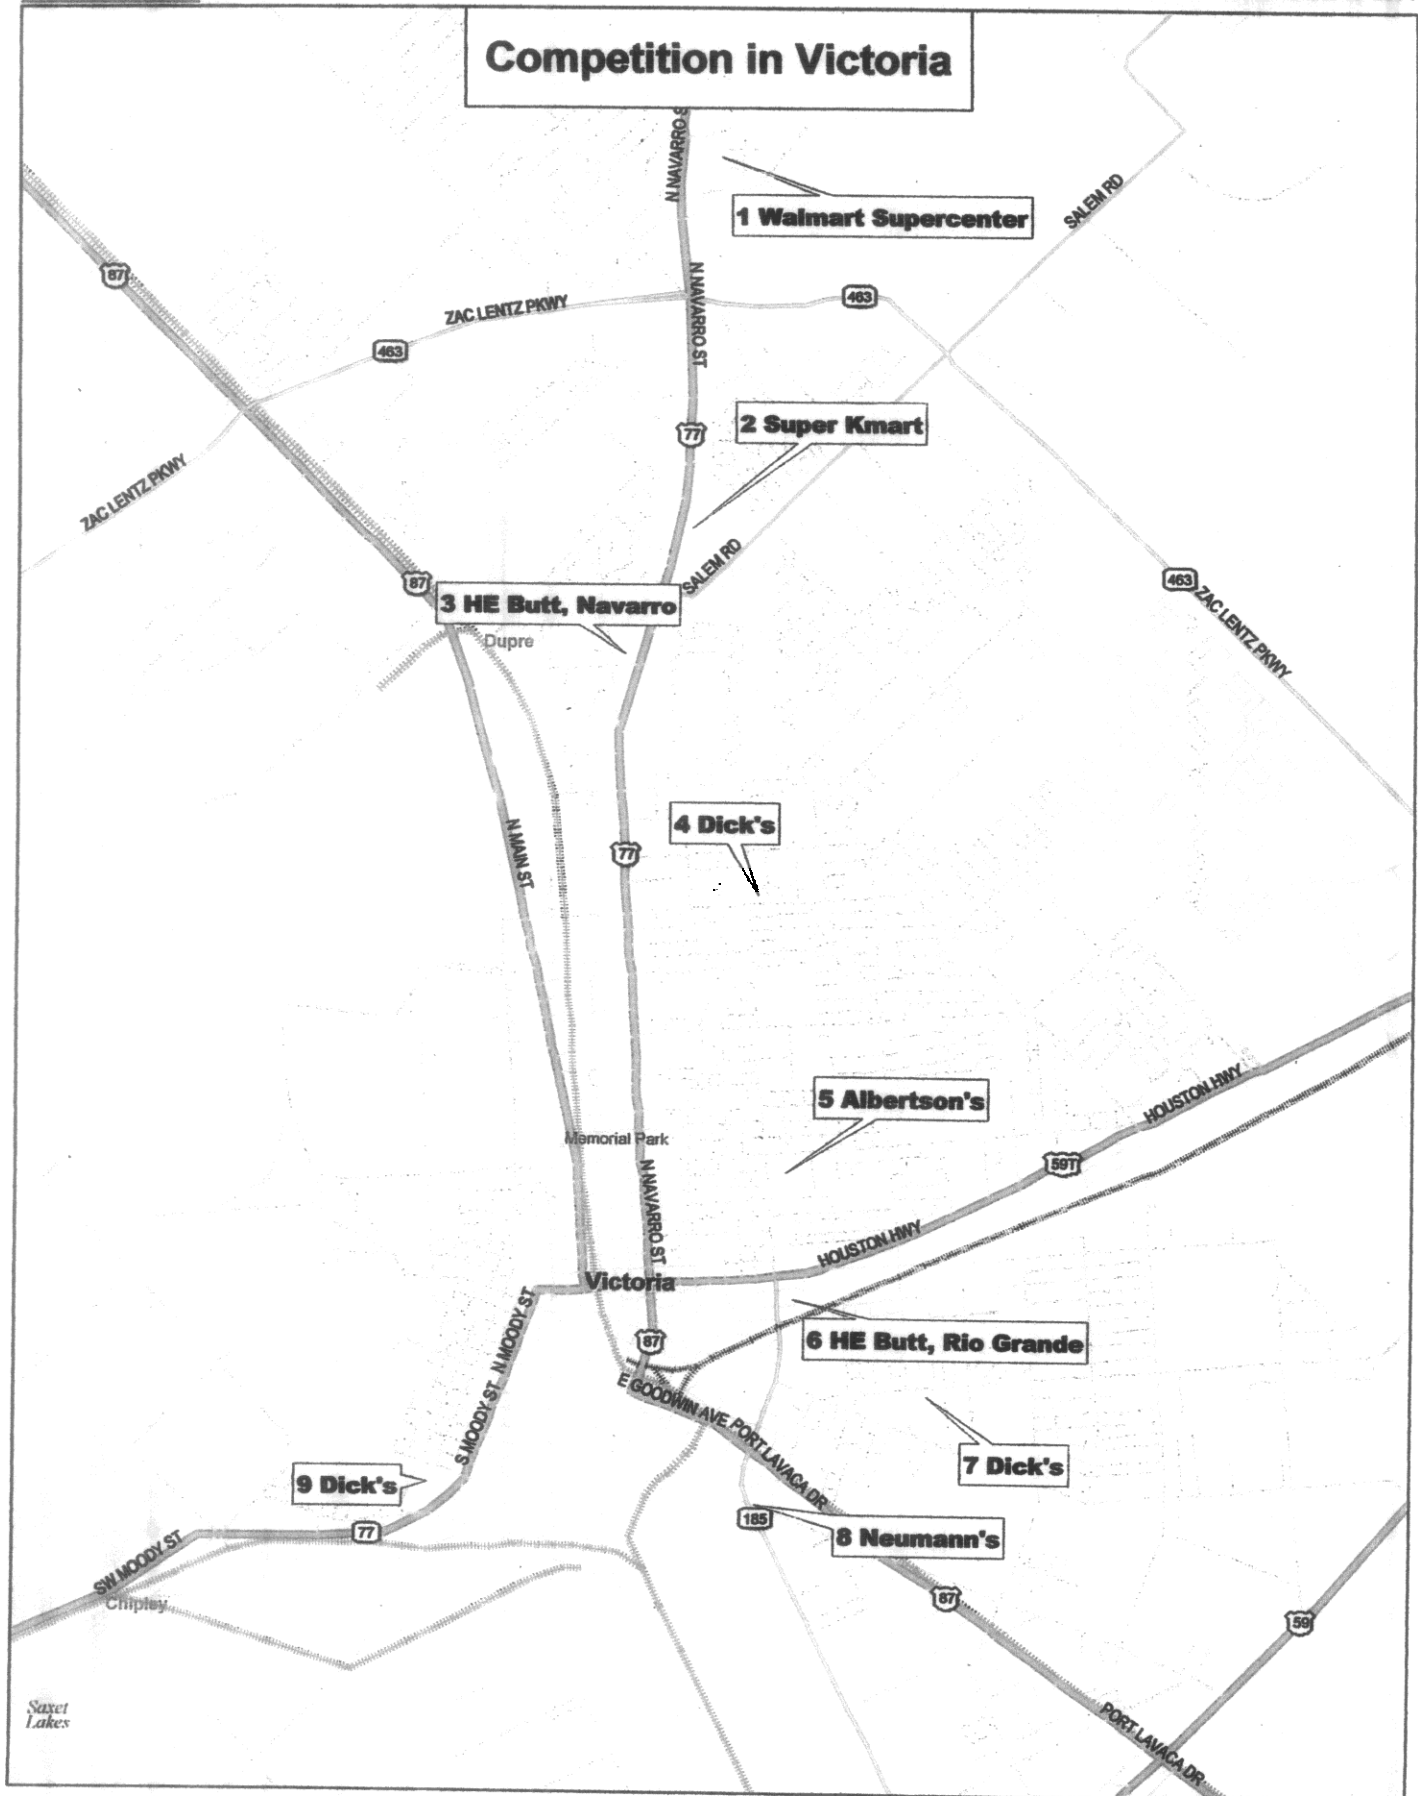 Competition in Victoria
N NAVARRO S
1 Walmart Supercenter
SALEM RD
87
N NAVARRO ST
463
ZAC LENTZ PKWY
463
2 Super Kmart
77
ZAC LENTZ PKWY
SALEM RD
87
463
ZAC LENTZ PKWY
3 HE Butt, Navarro
Dupre
4 Dick's
N MAIN ST
77
5 Albertson's
HOUSTON HWY
Memorial Park
59T
N NAVARRO ST
HOUSTON HWY
Victoria
N MOODY ST
87
6 HE Butt, Rio Grande
E GOODWIN AVE
S MOODY ST
PORT LAVACA DR
7 Dick's
9 Dick's
185
77
8 Neumann's
SW MOODY ST
Chipley
87
59
Saxet
Lakes
PORT LAVACA DR